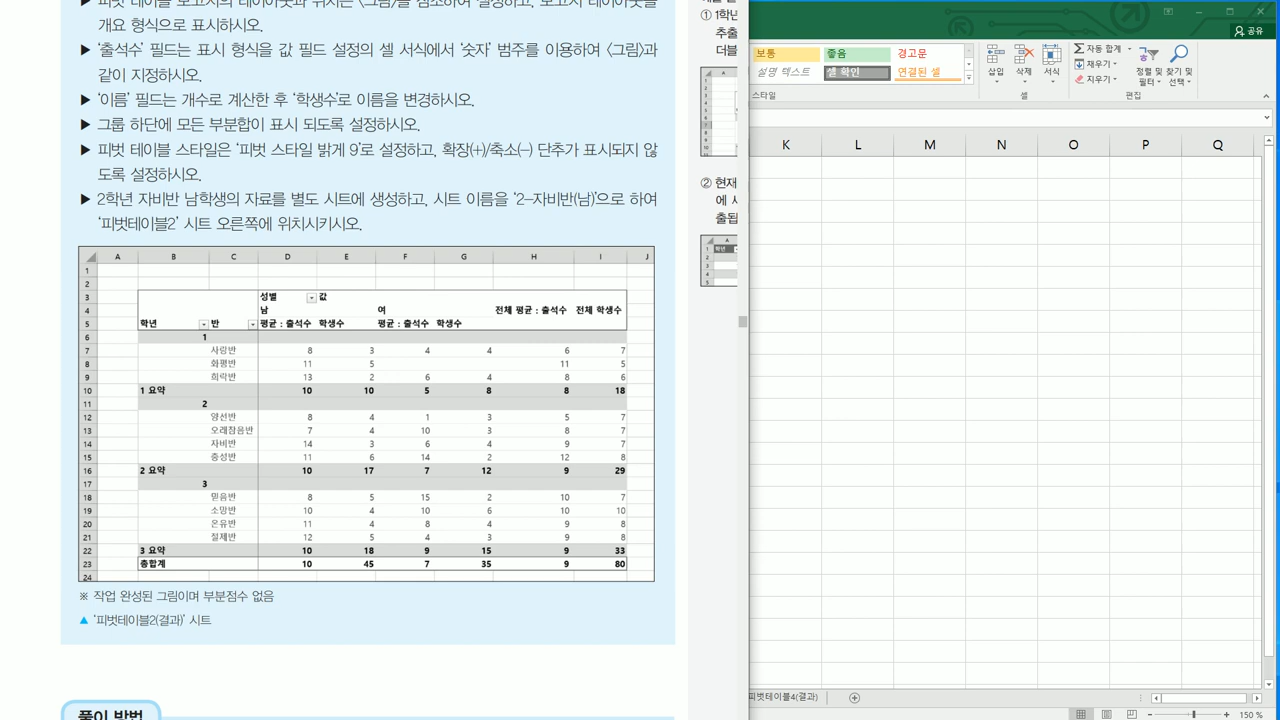 ▶ 피벗 테이블 보고서의 레이아웃과 위치는 〈그림〉을 참조하여 설정하고, 보고서 레이아웃을
개요 형식으로 표시하시오.
▶ '출석수' 필드는 표시 형식을 값 필드 설정의 셀 서식에서 '숫자' 범주를 이용하여 〈그림〉과
같이 지정하시오.
▶ '이름' 필드는 개수로 계산한 후 '학생수'로 이름을 변경하시오.
▶ 그룹 하단에 모든 부분합이 표시 되도록 설정하시오.
▶ 피벗 테이블 스타일은 '피벗 스타일 밝게 9'로 설정하고, 확장(+)/축소(–) 단추가 표시되지 않
도록 설정하시오.
▶ 2학년 자비반 남학생의 자료를 별도 시트에 생성하고, 시트 이름을 '2–자비반(남)'으로 하여
'피벗테이블2' 시트 오른쪽에 위치시키시오.
A B C D E F G H I J
1
2
3 성별 값
4 남 여 전체 평균 : 출석수 전체 학생수
5 학년 반 평균 : 출석수 학생수 평균 : 출석수 학생수
6 1
7 사랑반 8 3 4 4 6 7
8 화평반 11 5 11 5
9 희락반 13 2 6 4 8 6
10 1 요약 10 10 5 8 8 18
11 2
12 양선반 8 4 1 3 5 7
13 오래참음반 7 4 10 3 8 7
14 자비반 14 3 6 4 9 7
15 충성반 11 6 14 2 12 8
16 2 요약 10 17 7 12 9 29
17 3
18 믿음반 8 5 15 2 10 7
19 소망반 10 4 10 6 10 10
20 온유반 11 4 8 4 9 8
21 절제반 12 5 4 3 9 8
22 3 요약 10 18 9 15 9 33
23 총합계 10 45 7 35 9 80
24
※ 작업 완성된 그림이며 부분점수 없음
▲ '피벗테이블2(결과)' 시트
풀이 방법
① 1학년
추출
더블
② 현재
에 시
출됩
공유
보통 좋음 경고문
설명 텍스트 셀 확인 연결된 셀
스타일
삽입 삭제 서식
셀
∑ 자동 합계
채우기
지우기
정렬 및 필터
찾기 및 선택
편집
K L M N O P Q
피벗테이블4(결과)
150 %